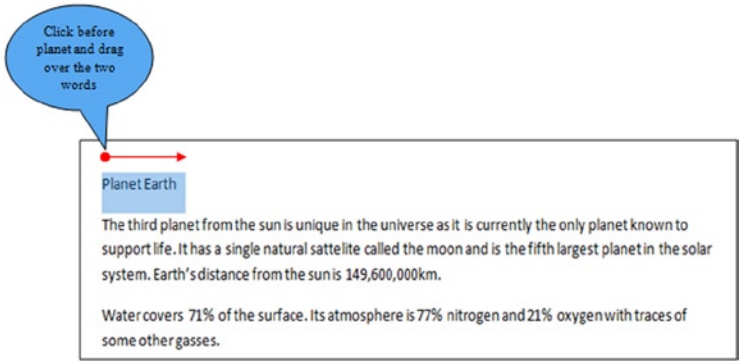 Click before
planet and drag
over the two
words
Planet Earth
The third planet from the sun is unique in the universe as it is currently the only planet known to
support life. It has a single natural sattelite called the moon and is the fifth largest planet in the solar
system. Earth's distance from the sun is 149,600,000km.
Water covers 71% of the surface. Its atmosphere is 77% nitrogen and 21% oxygen with traces of
some other gasses.